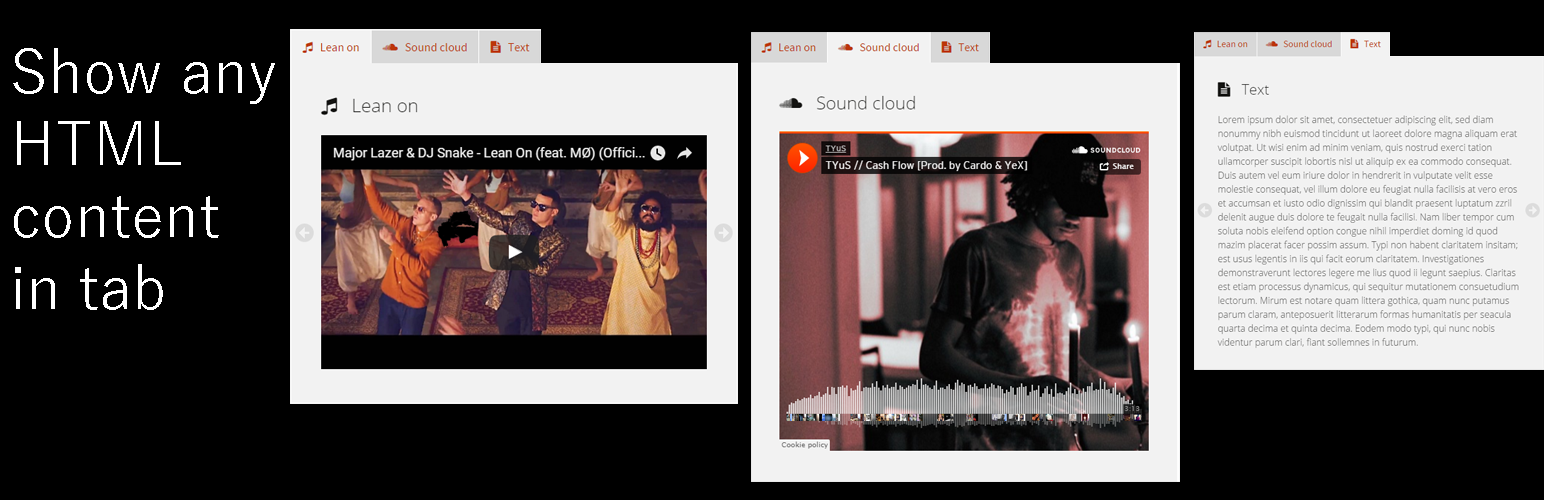 Show any
HTML
content
in tab
Lean on
Sound cloud
Text
Lean on
Major Lazer & DJ Snake - Lean On (feat. MØ) (Offici...
Lean on
Sound cloud
Text
Sound cloud
TYuS
TYuS // Cash Flow [Prod. by Cardo & YeX]
SOUNDCLOUD
Share
3:13
Cookie policy
Lean on
Sound cloud
Text
Text
Lorem ipsum dolor sit amet, consectetuer adipiscing elit, sed diam
nonummy nibh euismod tincidunt ut laoreet dolore magna aliquam erat
volutpat. Ut wisi enim ad minim veniam, quis nostrud exerci tation
ullamcorper suscipit lobortis nisl ut aliquip ex ea commodo consequat.
Duis autem vel eum iriure dolor in hendrerit in vulputate velit esse
molestie consequat, vel illum dolore eu feugiat nulla facilisis at vero eros
et accumsan et iusto odio dignissim qui blandit praesent luptatum zzril
delenit augue duis dolore te feugait nulla facilisi. Nam liber tempor cum
soluta nobis eleifend option congue nihil imperdiet doming id quod
mazim placerat facer possim assum. Typi non habent claritatem insitam;
est usus legentis in iis qui facit eorum claritatem. Investigationes
demonstraverunt lectores legere me lius quod ii legunt saepius. Claritas
est etiam processus dynamicus, qui sequitur mutationem consuetudium
lectorum. Mirum est notare quam littera gothica, quam nunc putamus
parum claram, anteposuerit litterarum formas humanitatis per seacula
quarta decima et quinta decima. Eodem modo typi, qui nunc nobis
videntur parum clari, fiant sollemnes in futurum.